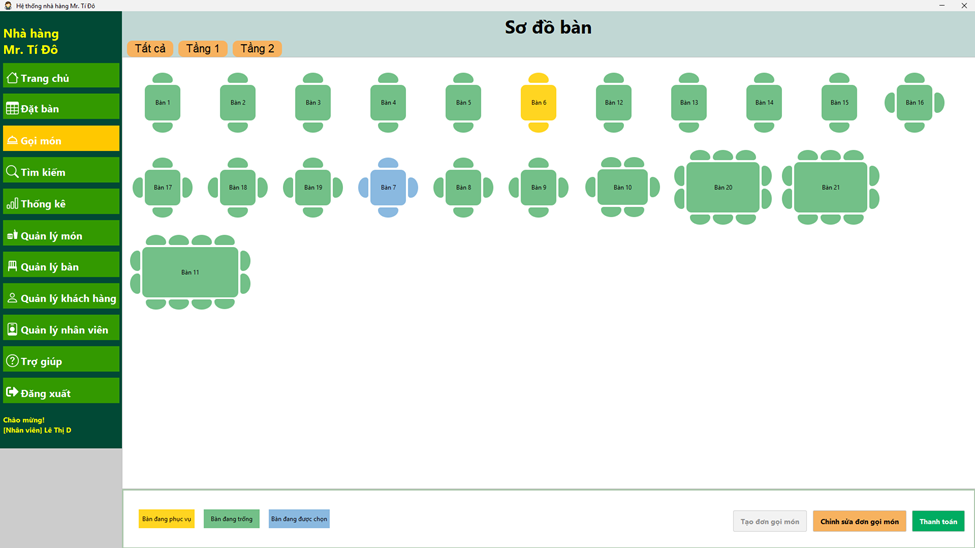 Hệ thống nhà hàng Mr. Tí Đô
Nhà hàng
Mr. Tí Đô
Trang chủ
Đặt bàn
Gọi món
Tìm kiếm
Thống kê
Quản lý món
Quản lý bàn
Quản lý khách hàng
Quản lý nhân viên
Trợ giúp
Đăng xuất
Chào mừng!
[Nhân viên] Lê Thị D
Sơ đồ bàn
Tất cả Tầng 1 Tầng 2
Bàn 1 Bàn 2 Bàn 3 Bàn 4 Bàn 5 Bàn 6 Bàn 12 Bàn 13 Bàn 14 Bàn 15 Bàn 16
Bàn 17 Bàn 18 Bàn 19 Bàn 7 Bàn 8 Bàn 9 Bàn 10 Bàn 20 Bàn 21
Bàn 11
Bàn đang phục vụ Bàn đang trống Bàn đang được chọn
Tạo đơn gọi món Chỉnh sửa đơn gọi món Thanh toán